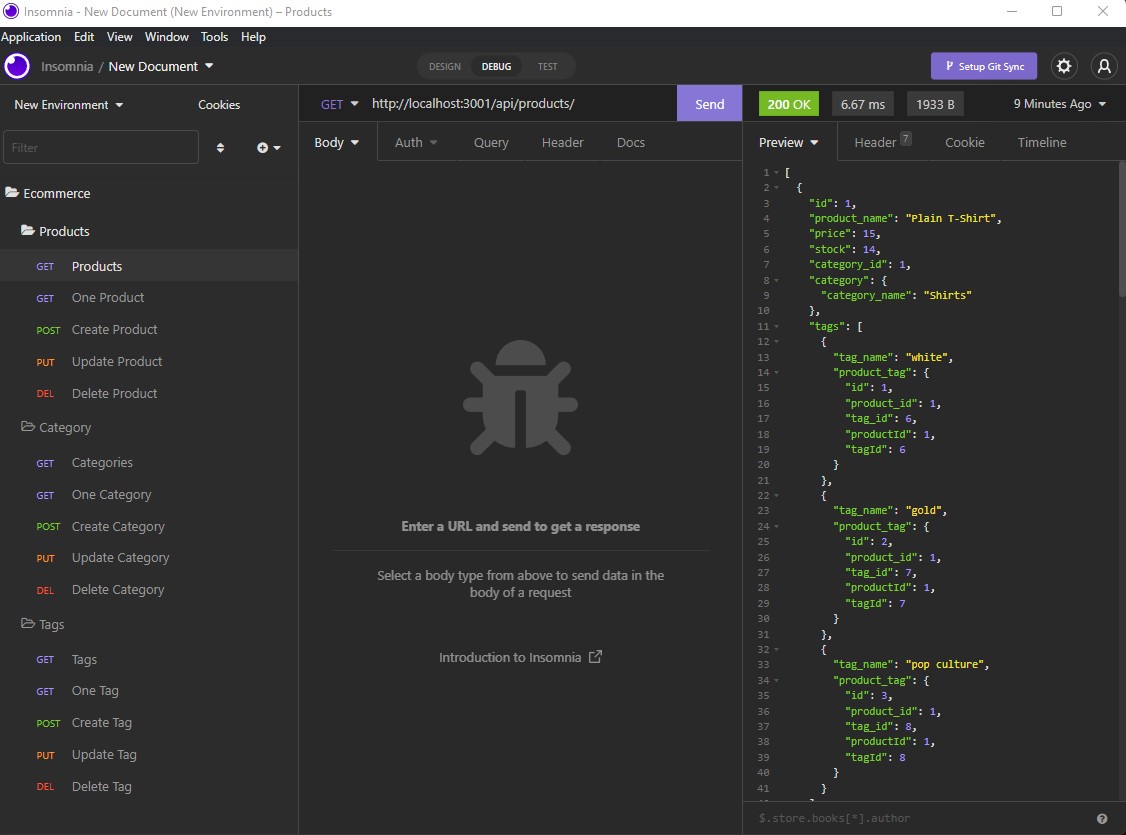 Insomnia - New Document (New Environment) – Products
Application Edit View Window Tools Help
Insomnia / New Document
DESIGN DEBUG TEST
Setup Git Sync
New Environment
Cookies
Filter
Ecommerce
Products
GET Products
GET One Product
POST Create Product
PUT Update Product
DEL Delete Product
Category
GET Categories
GET One Category
POST Create Category
PUT Update Category
DEL Delete Category
Tags
GET Tags
GET One Tag
POST Create Tag
PUT Update Tag
DEL Delete Tag
GET http://localhost:3001/api/products/ Send
Body Auth Query Header Docs
Enter a URL and send to get a response
Select a body type from above to send data in the
body of a request
Introduction to Insomnia
200 OK 6.67 ms 1933 B 9 Minutes Ago
Preview Header 7 Cookie Timeline
1 [
2 {
3 "id": 1,
4 "product_name": "Plain T-Shirt",
5 "price": 15,
6 "stock": 14,
7 "category_id": 1,
8 "category": {
9 "category_name": "Shirts"
10 },
11 "tags": [
12 {
13 "tag_name": "white",
14 "product_tag": {
15 "id": 1,
16 "product_id": 1,
17 "tag_id": 6,
18 "productId": 1,
19 "tagId": 6
20 }
21 },
22 {
23 "tag_name": "gold",
24 "product_tag": {
25 "id": 2,
26 "product_id": 1,
27 "tag_id": 7,
28 "productId": 1,
29 "tagId": 7
30 }
31 },
32 {
33 "tag_name": "pop culture",
34 "product_tag": {
35 "id": 3,
36 "product_id": 1,
37 "tag_id": 8,
38 "productId": 1,
39 "tagId": 8
40 }
41 }
$.store.books[*].author